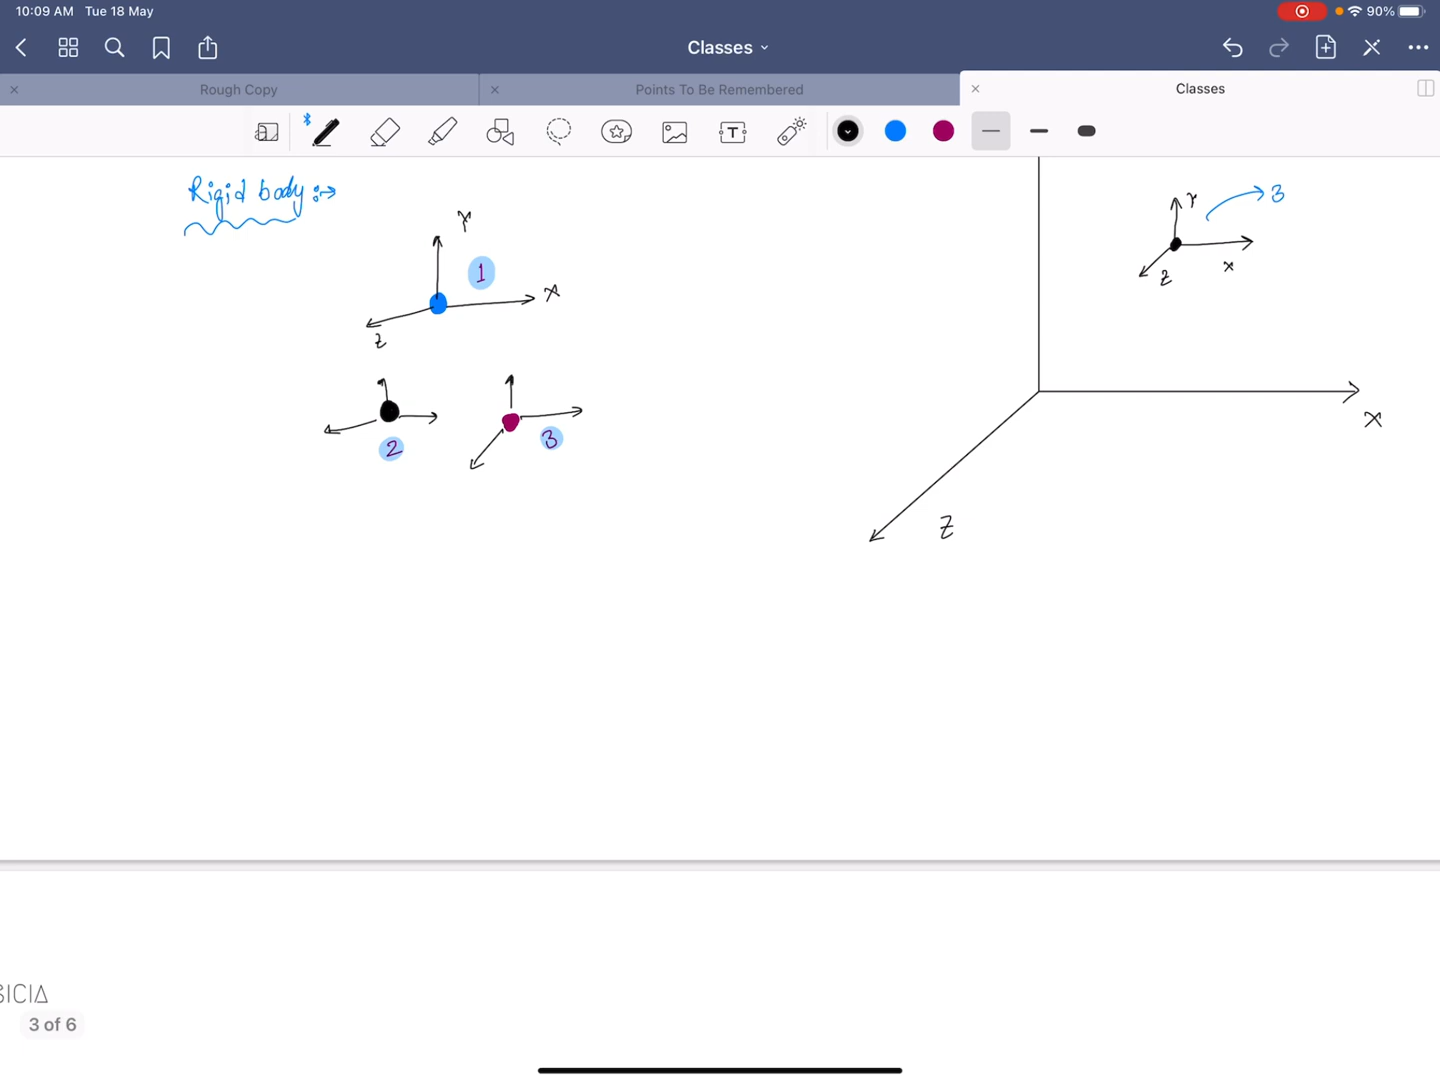 10:09 AM Tue 18 May
90%
Classes
Rough Copy
Points To Be Remembered
Classes
T
Rigid body :→
Y
1
X
Z
2
3
Y
3
X
Z
X
Z
SICIA
3 of 6